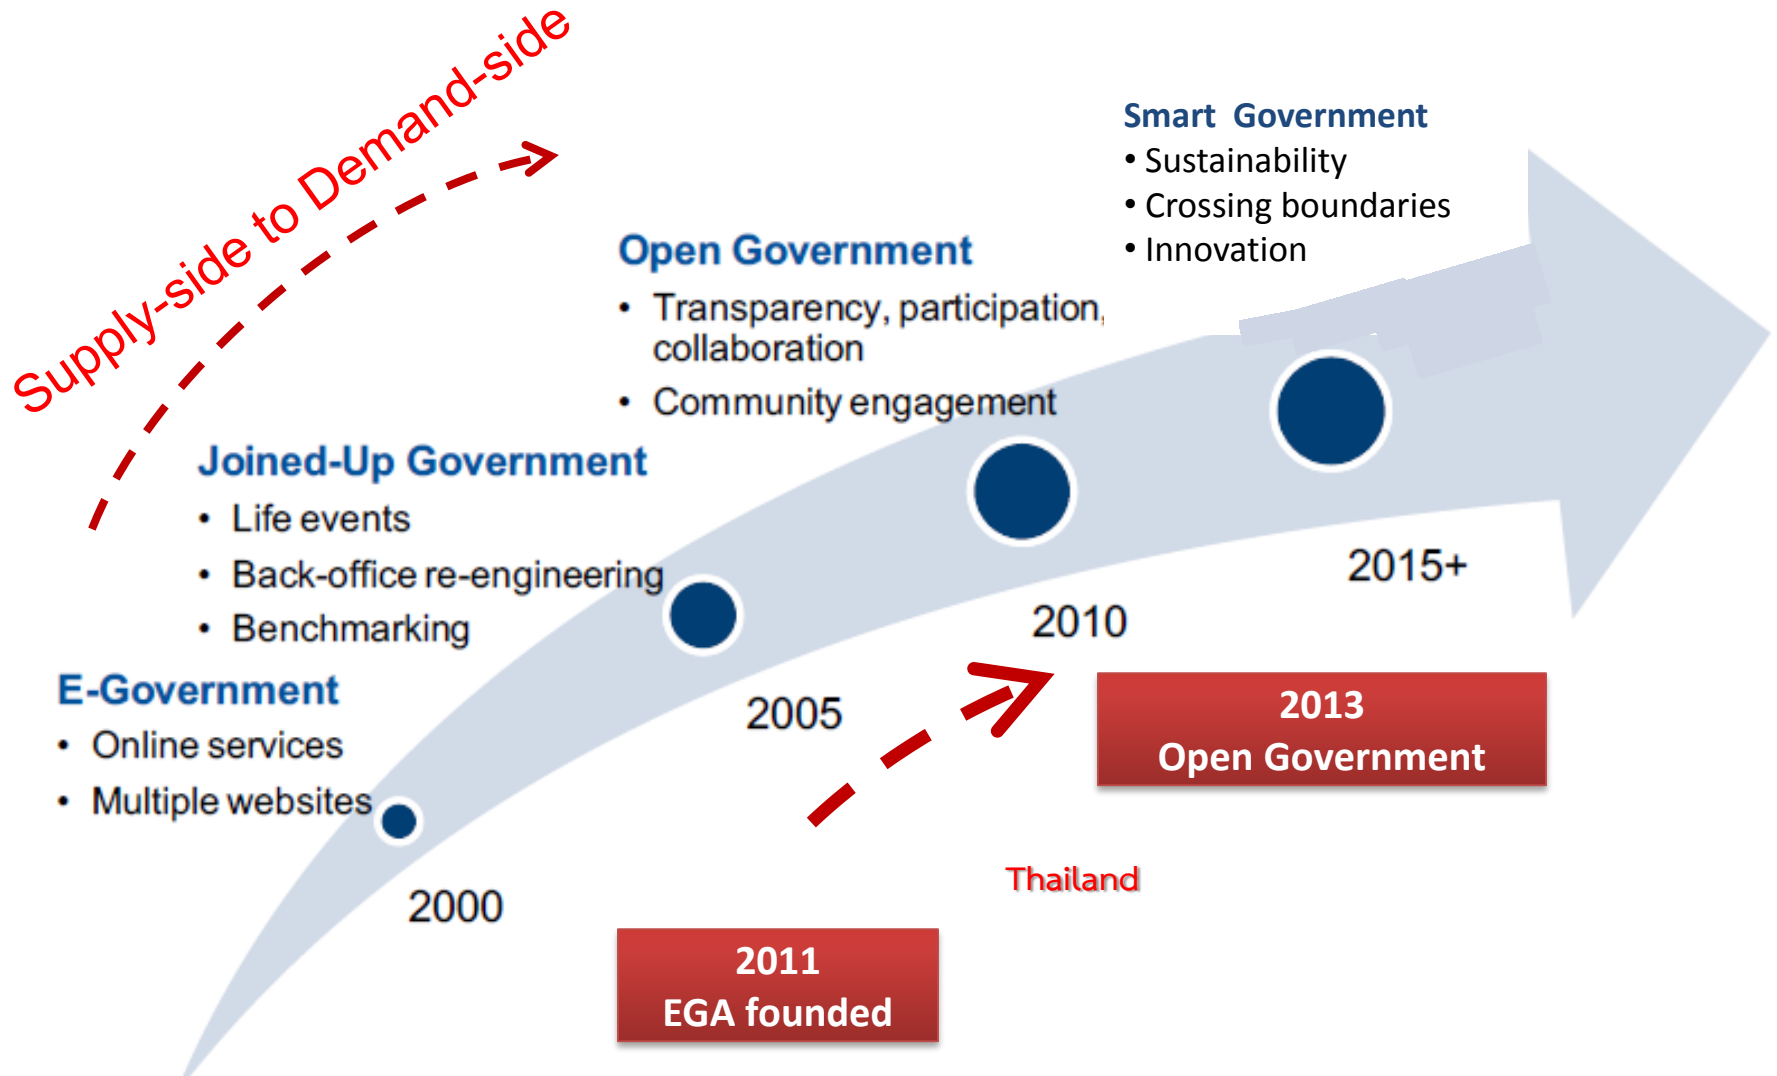 Supply-side to Demand-side
Smart Government
• Sustainability
• Crossing boundaries
• Innovation
Open Government
• Transparency, participation,
collaboration
• Community engagement
Joined-Up Government
• Life events
• Back-office re-engineering
• Benchmarking
E-Government
• Online services
• Multiple websites
2000
2005
2010
2015+
2013
Open Government
Thailand
2011
EGA founded